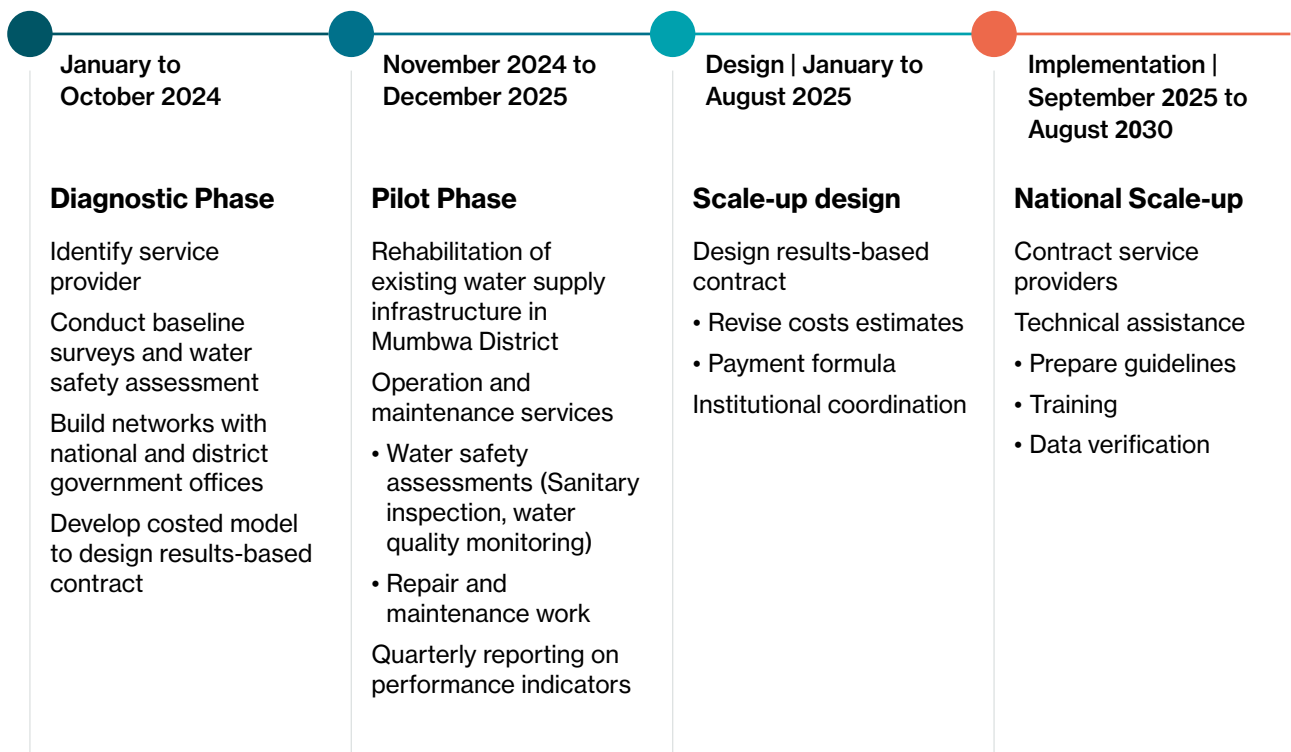 January to
October 2024
Diagnostic Phase
Identify service
provider
Conduct baseline
surveys and water
safety assessment
Build networks with
national and district
government offices
Develop costed model
to design results-based
contract
November 2024 to
December 2025
Pilot Phase
Rehabilitation of
existing water supply
infrastructure in
Mumbwa District
Operation and
maintenance services
• Water safety
assessments (Sanitary
inspection, water
quality monitoring)
• Repair and
maintenance work
Quarterly reporting on
performance indicators
Design | January to
August 2025
Scale-up design
Design results-based
contract
• Revise costs estimates
• Payment formula
Institutional coordination
Implementation |
September 2025 to
August 2030
National Scale-up
Contract service
providers
Technical assistance
• Prepare guidelines
• Training
• Data verification